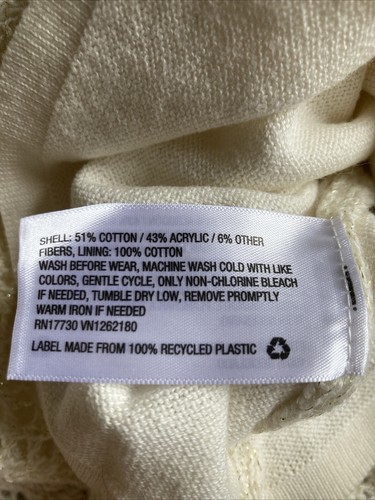 SHELL: 51% COTTON / 43% ACRYLIC / 6% OTHER
FIBERS, LINING: 100% COTTON
WASH BEFORE WEAR, MACHINE WASH COLD WITH LIKE
COLORS, GENTLE CYCLE, ONLY NON-CHLORINE BLEACH
IF NEEDED, TUMBLE DRY LOW, REMOVE PROMPTLY
WARM IRON IF NEEDED
RN17730 VN1262180
LABEL MADE FROM 100% RECYCLED PLASTIC